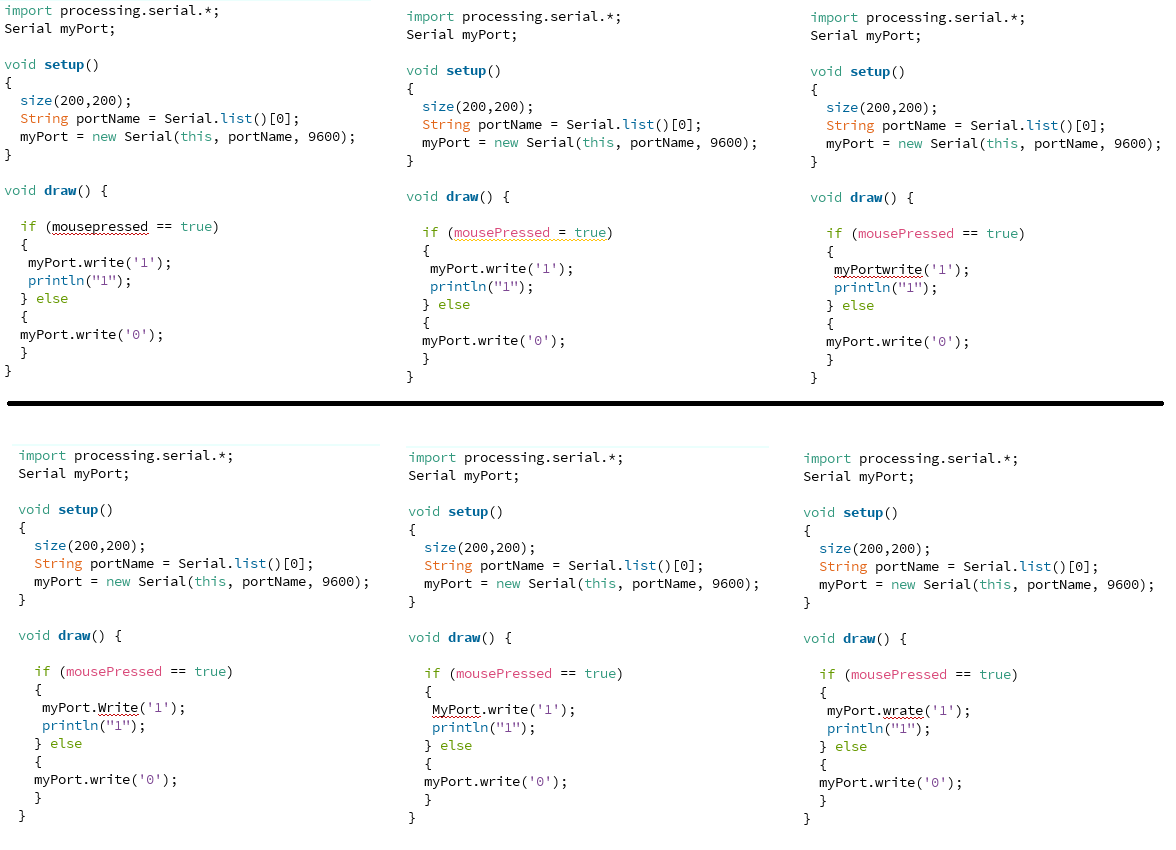 import processing.serial.*;
Serial myPort;
void setup()
{
size(200,200);
String portName = Serial.list()[0];
myPort = new Serial(this, portName, 9600);
}
void draw() {
if (mousepressed == true)
{
myPort.write('1');
println("1");
} else
{
myPort.write('0');
}
}
import processing.serial.*;
Serial myPort;
void setup()
{
size(200,200);
String portName = Serial.list()[0];
myPort = new Serial(this, portName, 9600);
}
void draw() {
if (mousePressed = true)
{
myPort.write('1');
println("1");
} else
{
myPort.write('0');
}
}
import processing.serial.*;
Serial myPort;
void setup()
{
size(200,200);
String portName = Serial.list()[0];
myPort = new Serial(this, portName, 9600);
}
void draw() {
if (mousePressed == true)
{
myPortwrite('1');
println("1");
} else
{
myPort.write('0');
}
}
import processing.serial.*;
Serial myPort;
void setup()
{
size(200,200);
String portName = Serial.list()[0];
myPort = new Serial(this, portName, 9600);
}
void draw() {
if (mousePressed == true)
{
myPort.Write('1');
println("1");
} else
{
myPort.write('0');
}
}
import processing.serial.*;
Serial myPort;
void setup()
{
size(200,200);
String portName = Serial.list()[0];
myPort = new Serial(this, portName, 9600);
}
void draw() {
if (mousePressed == true)
{
MyPort.write('1');
println("1");
} else
{
myPort.write('0');
}
}
import processing.serial.*;
Serial myPort;
void setup()
{
size(200,200);
String portName = Serial.list()[0];
myPort = new Serial(this, portName, 9600);
}
void draw() {
if (mousePressed == true)
{
myPort.wrate('1');
println("1");
} else
{
myPort.write('0');
}
}